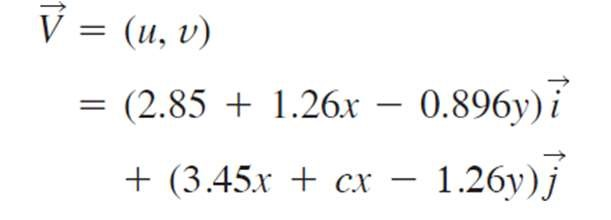 V⃗ = (u, v)
= (2.85 + 1.26x − 0.896y)i⃗
+ (3.45x + cx − 1.26y)j⃗